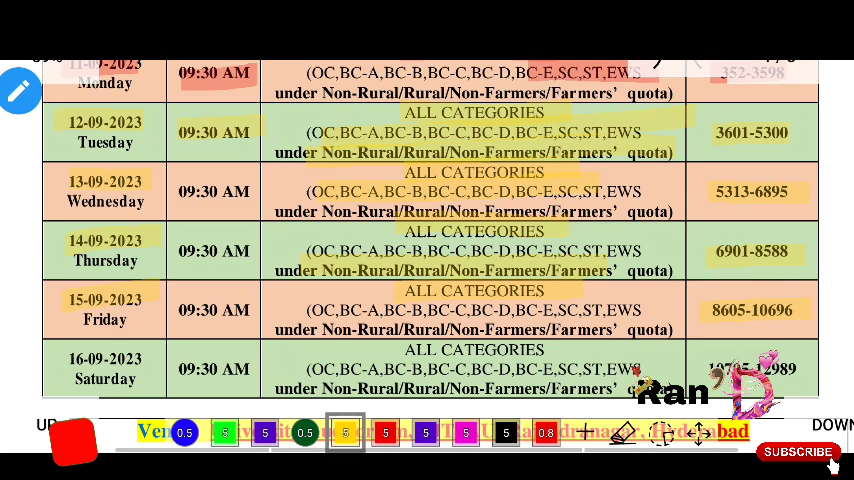 11-09-2023
Monday
09:30 AM
(OC,BC-A,BC-B,BC-C,BC-D,BC-E,SC,ST,EWS
under Non-Rural/Rural/Non-Farmers/Farmers' quota)
352-3598
12-09-2023
Tuesday
09:30 AM
ALL CATEGORIES
(OC,BC-A,BC-B,BC-C,BC-D,BC-E,SC,ST,EWS
under Non-Rural/Rural/Non-Farmers/Farmers' quota)
3601-5300
13-09-2023
Wednesday
09:30 AM
ALL CATEGORIES
(OC,BC-A,BC-B,BC-C,BC-D,BC-E,SC,ST,EWS
under Non-Rural/Rural/Non-Farmers/Farmers' quota)
5313-6895
14-09-2023
Thursday
09:30 AM
ALL CATEGORIES
(OC,BC-A,BC-B,BC-C,BC-D,BC-E,SC,ST,EWS
under Non-Rural/Rural/Non-Farmers/Farmers' quota)
6901-8588
15-09-2023
Friday
09:30 AM
ALL CATEGORIES
(OC,BC-A,BC-B,BC-C,BC-D,BC-E,SC,ST,EWS
under Non-Rural/Rural/Non-Farmers/Farmers' quota)
8605-10696
16-09-2023
Saturday
09:30 AM
ALL CATEGORIES
(OC,BC-A,BC-B,BC-C,BC-D,BC-E,SC,ST,EWS
under Non-Rural/Rural/Non-Farmers/Farmers' quota)
Ran'D
UP
DOWN
0.5 5 5 0.5 5 5 5 5 5 0.8
SUBSCRIBE